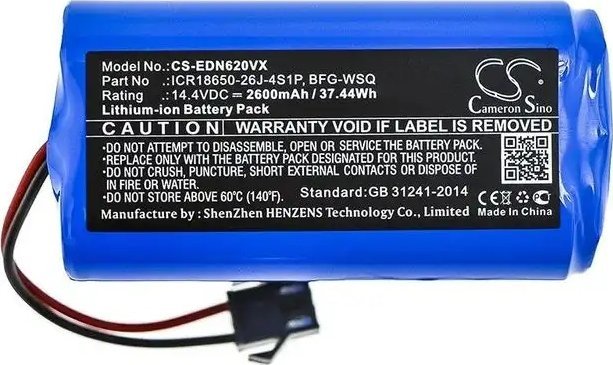 Model No.:CS-EDN620VX
Part No :ICR18650-26J-4S1P, BFG-WSQ
Rating :14.4VDC ⎓ 2600mAh / 37.44Wh
Lithium-ion Battery Pack
CS
Cameron Sino
CAUTION WARRANTY VOID IF LABEL IS REMOVED
•DO NOT ATTEMPT TO DISASSEMBLE, OPEN OR SERVICE THE BATTERY PACK.
•REPLACE ONLY WITH THE BATTERY DESIGNATED FOR THIS PRODUCT.
•DO NOT CRUSH, PUNCTURE, SHORT EXTERNAL CONTACTS OR DISPOSE OF
IN FIRE OR WATER.
•DO NOT STORE ABOVE 60°C (140°F). Standard:GB 31241-2014
Manufacture by : ShenZhen HENZENS Technology Co., Limited
CE
Made In China